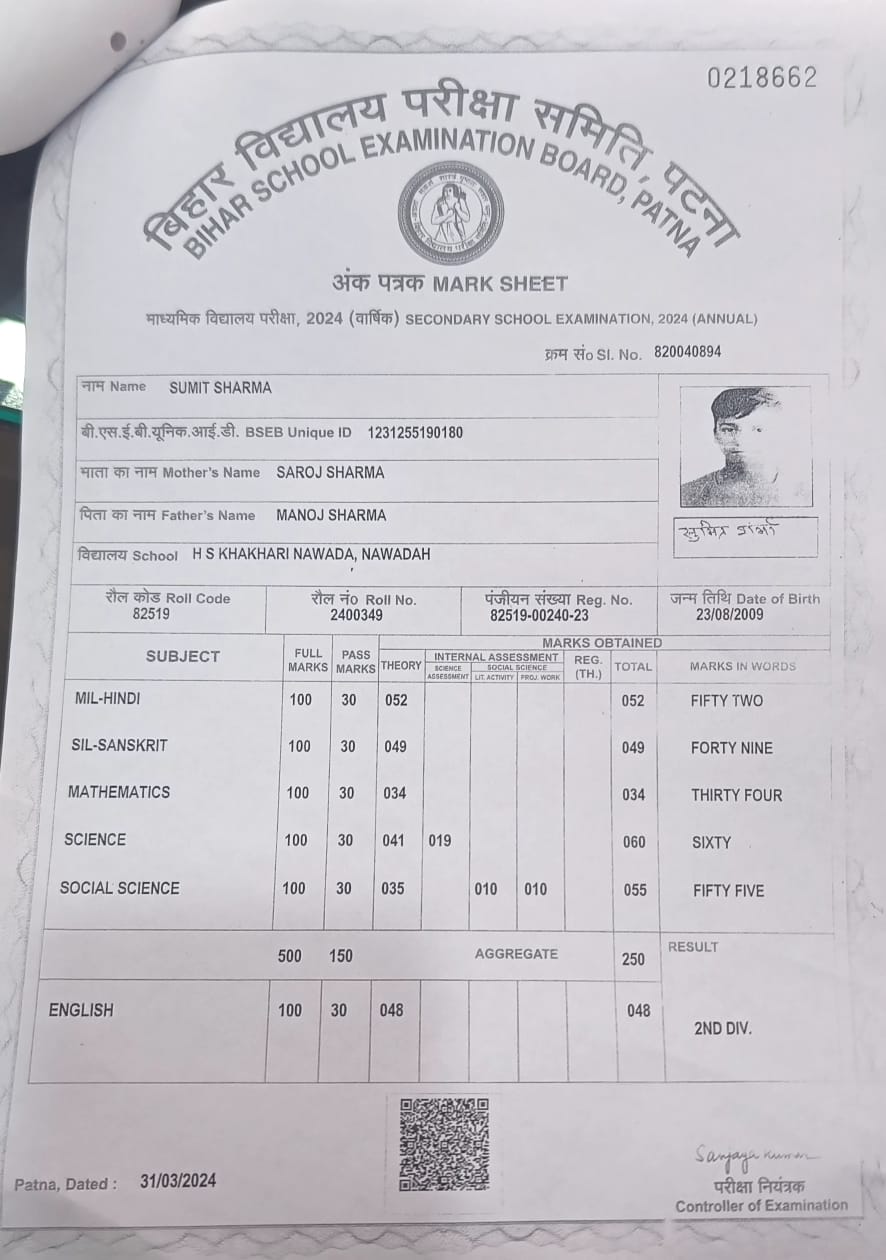 0218662
बिहार विद्यालय परीक्षा समिति, पटना
BIHAR SCHOOL EXAMINATION BOARD, PATNA
अंक पत्रक MARK SHEET
माध्यमिक विद्यालय परीक्षा, 2024 (वार्षिक) SECONDARY SCHOOL EXAMINATION, 2024 (ANNUAL)
क्रम सं० Sl. No. 820040894
नाम Name SUMIT SHARMA
बी.एस.ई.बी.यूनिक.आई.डी. BSEB Unique ID 1231255190180
माता का नाम Mother's Name SAROJ SHARMA
पिता का नाम Father's Name MANOJ SHARMA
सुमित शर्मा
विद्यालय School H S KHAKHARI NAWADA, NAWADAH
रौल कोड Roll Code रौल नं० Roll No. पंजीयन संख्या Reg. No. जन्म तिथि Date of Birth
82519 2400349 82519-00240-23 23/08/2009
SUBJECT FULL MARKS PASS MARKS MARKS OBTAINED
THEORY INTERNAL ASSESSMENT REG. (TH.) TOTAL MARKS IN WORDS
SCIENCE ASSESSMENT SOCIAL SCIENCE
LIT. ACTIVITY PROJ. WORK
MIL-HINDI 100 30 052 052 FIFTY TWO
SIL-SANSKRIT 100 30 049 049 FORTY NINE
MATHEMATICS 100 30 034 034 THIRTY FOUR
SCIENCE 100 30 041 019 060 SIXTY
SOCIAL SCIENCE 100 30 035 010 010 055 FIFTY FIVE
500 150 AGGREGATE 250 RESULT
ENGLISH 100 30 048 048
2ND DIV.
Sanjaya Kumar
Patna, Dated : 31/03/2024
परीक्षा नियंत्रक
Controller of Examination